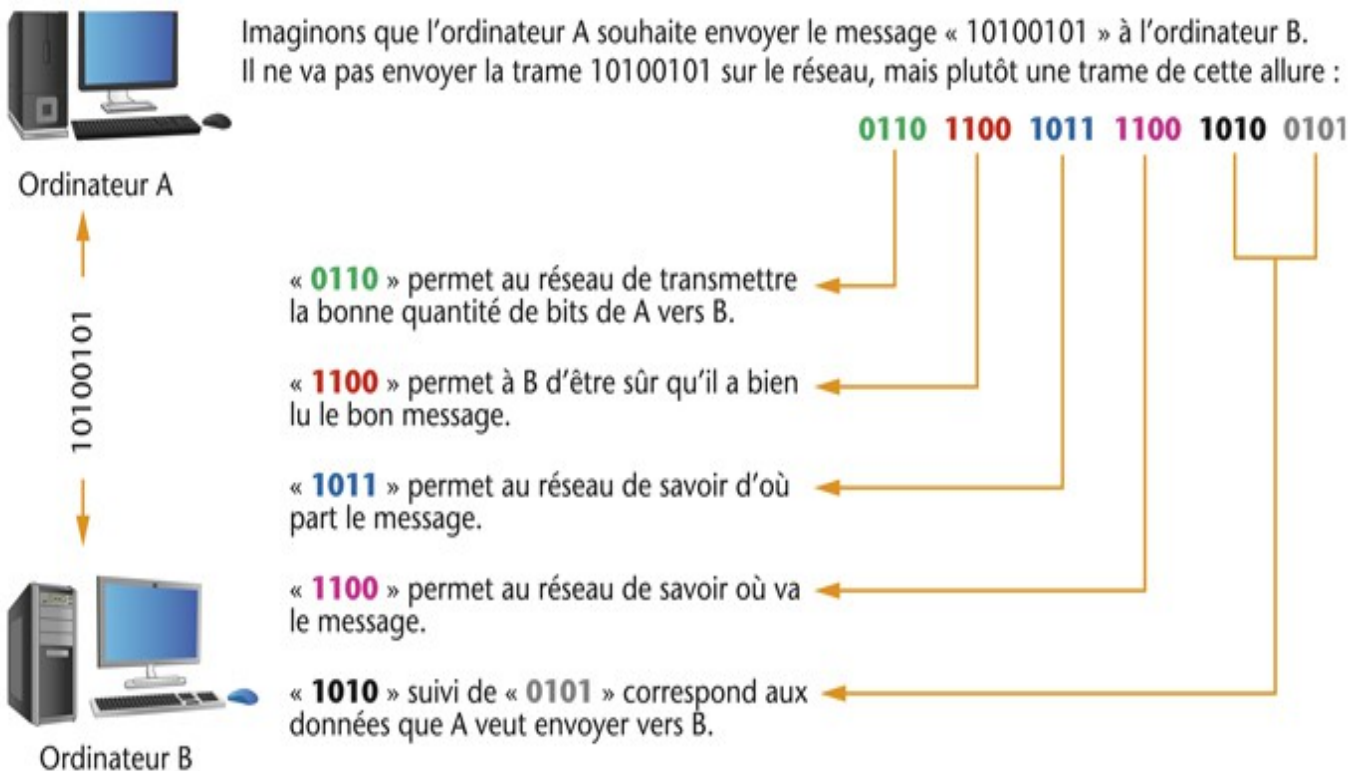 Imaginons que l'ordinateur A souhaite envoyer le message « 10100101 » à l'ordinateur B.
Il ne va pas envoyer la trame 10100101 sur le réseau, mais plutôt une trame de cette allure :
0110 1100 1011 1100 1010 0101
Ordinateur A
10100101
« 0110 » permet au réseau de transmettre
la bonne quantité de bits de A vers B.
« 1100 » permet à B d'être sûr qu'il a bien
lu le bon message.
« 1011 » permet au réseau de savoir d'où
part le message.
« 1100 » permet au réseau de savoir où va
le message.
« 1010 » suivi de « 0101 » correspond aux
données que A veut envoyer vers B.
Ordinateur B